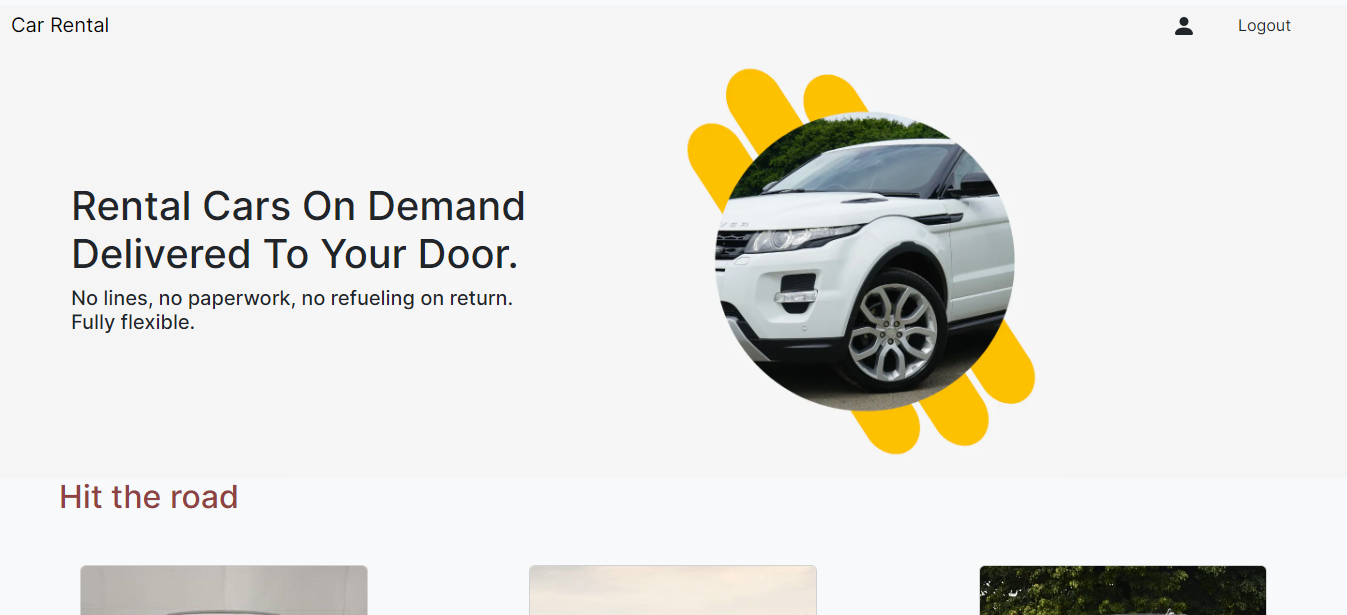 Car Rental
Logout
Rental Cars On Demand
Delivered To Your Door.
No lines, no paperwork, no refueling on return.
Fully flexible.
Hit the road